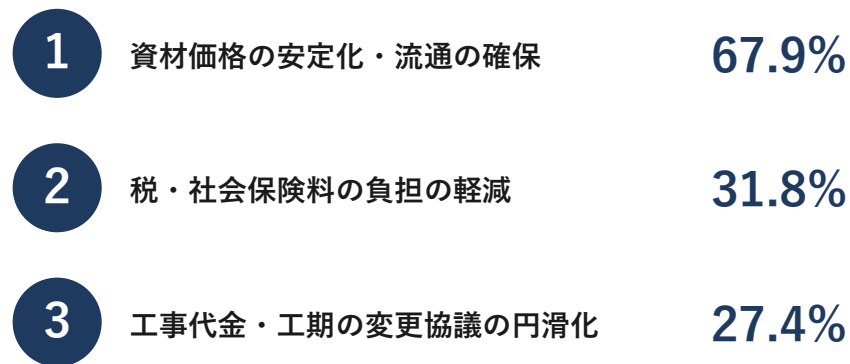 1 資材価格の安定化・流通の確保 67.9%
2 税・社会保険料の負担の軽減 31.8%
3 工事代金・工期の変更協議の円滑化 27.4%